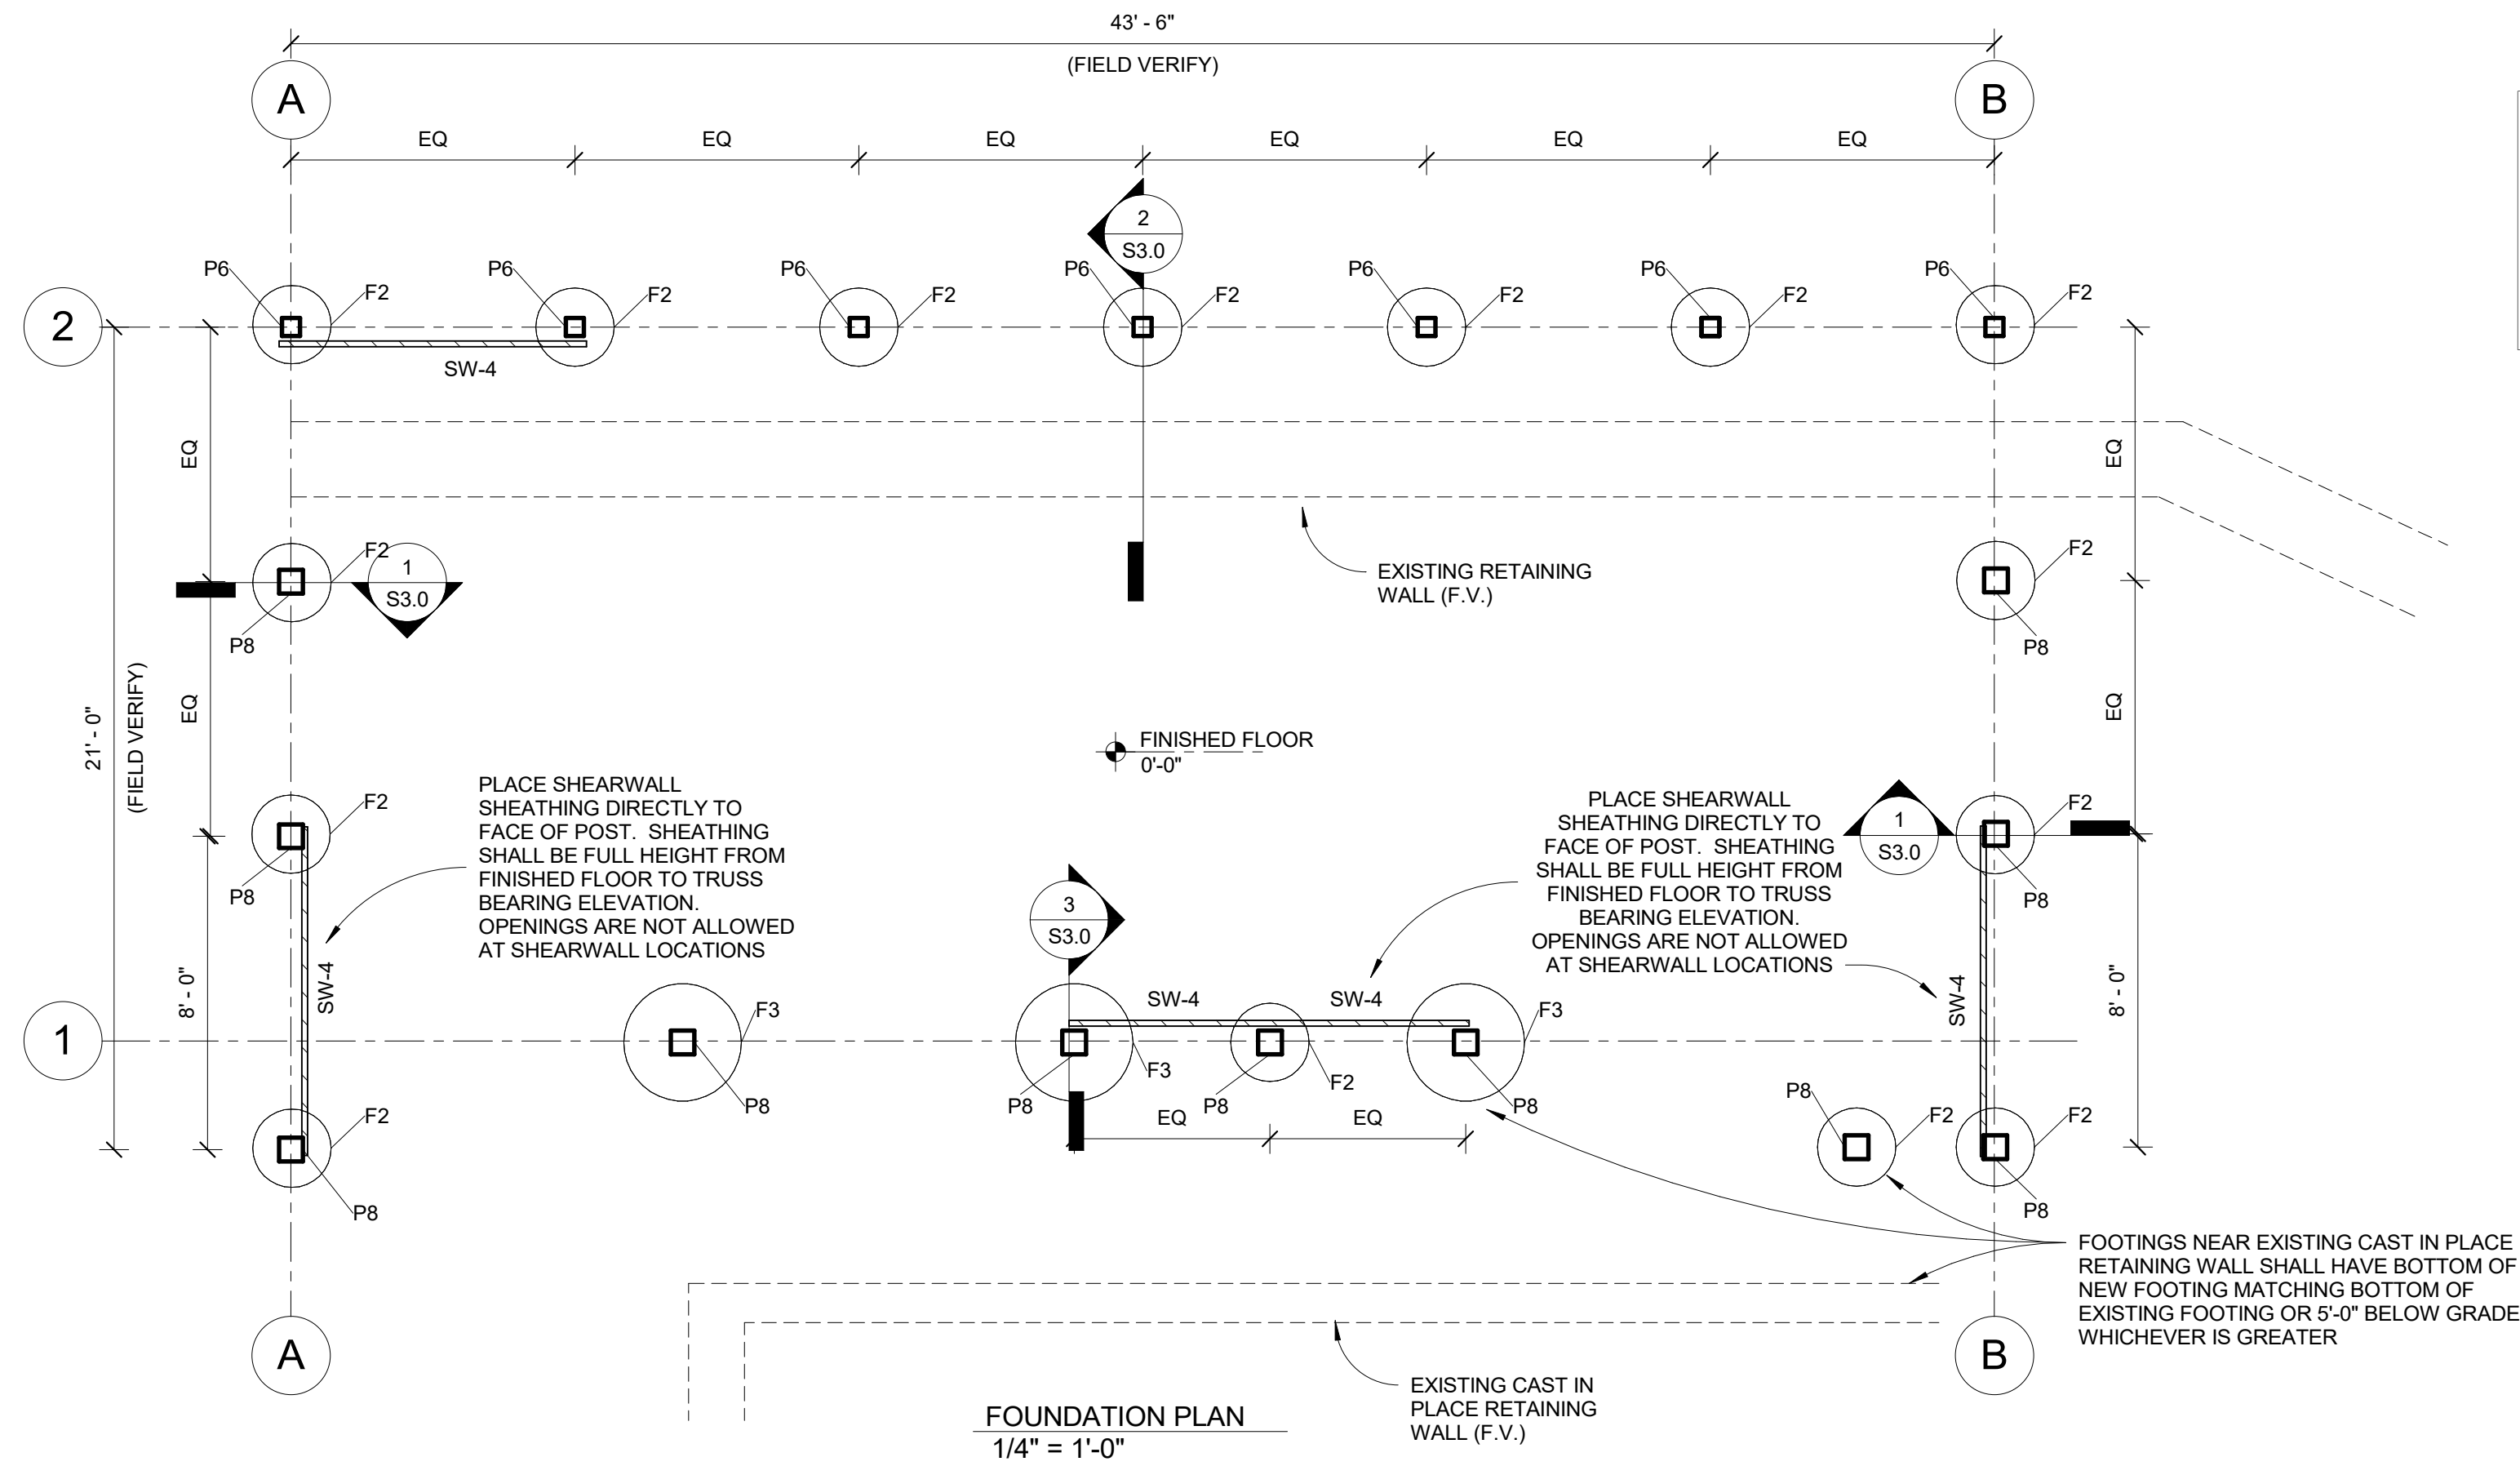 43' - 6"
(FIELD VERIFY)
A
B
EQ
EQ
EQ
EQ
EQ
EQ
2
S3.0
P6
F2
P6
F2
P6
F2
P6
F2
P6
F2
P6
F2
P6
F2
2
SW-4
EQ
EQ
EXISTING RETAINING
WALL (F.V.)
F2
1
S3.0
P8
F2
P8
21' - 0"
(FIELD VERIFY)
EQ
EQ
FINISHED FLOOR
0'-0"
PLACE SHEARWALL
SHEATHING DIRECTLY TO
FACE OF POST. SHEATHING
SHALL BE FULL HEIGHT FROM
FINISHED FLOOR TO TRUSS
BEARING ELEVATION.
OPENINGS ARE NOT ALLOWED
AT SHEARWALL LOCATIONS
PLACE SHEARWALL
SHEATHING DIRECTLY TO
FACE OF POST. SHEATHING
SHALL BE FULL HEIGHT FROM
FINISHED FLOOR TO TRUSS
BEARING ELEVATION.
OPENINGS ARE NOT ALLOWED
AT SHEARWALL LOCATIONS
F2
P8
1
S3.0
F2
P8
3
S3.0
8' - 0"
SW-4
SW-4
SW-4
SW-4
8' - 0"
1
F3
P8
F3
P8
F2
P8
F3
P8
EQ
EQ
P8
F2
F2
P8
F2
P8
FOOTINGS NEAR EXISTING CAST IN PLACE
RETAINING WALL SHALL HAVE BOTTOM OF
NEW FOOTING MATCHING BOTTOM OF
EXISTING FOOTING OR 5'-0" BELOW GRADE
WHICHEVER IS GREATER
A
B
EXISTING CAST IN
PLACE RETAINING
WALL (F.V.)
FOUNDATION PLAN
1/4" = 1'-0"